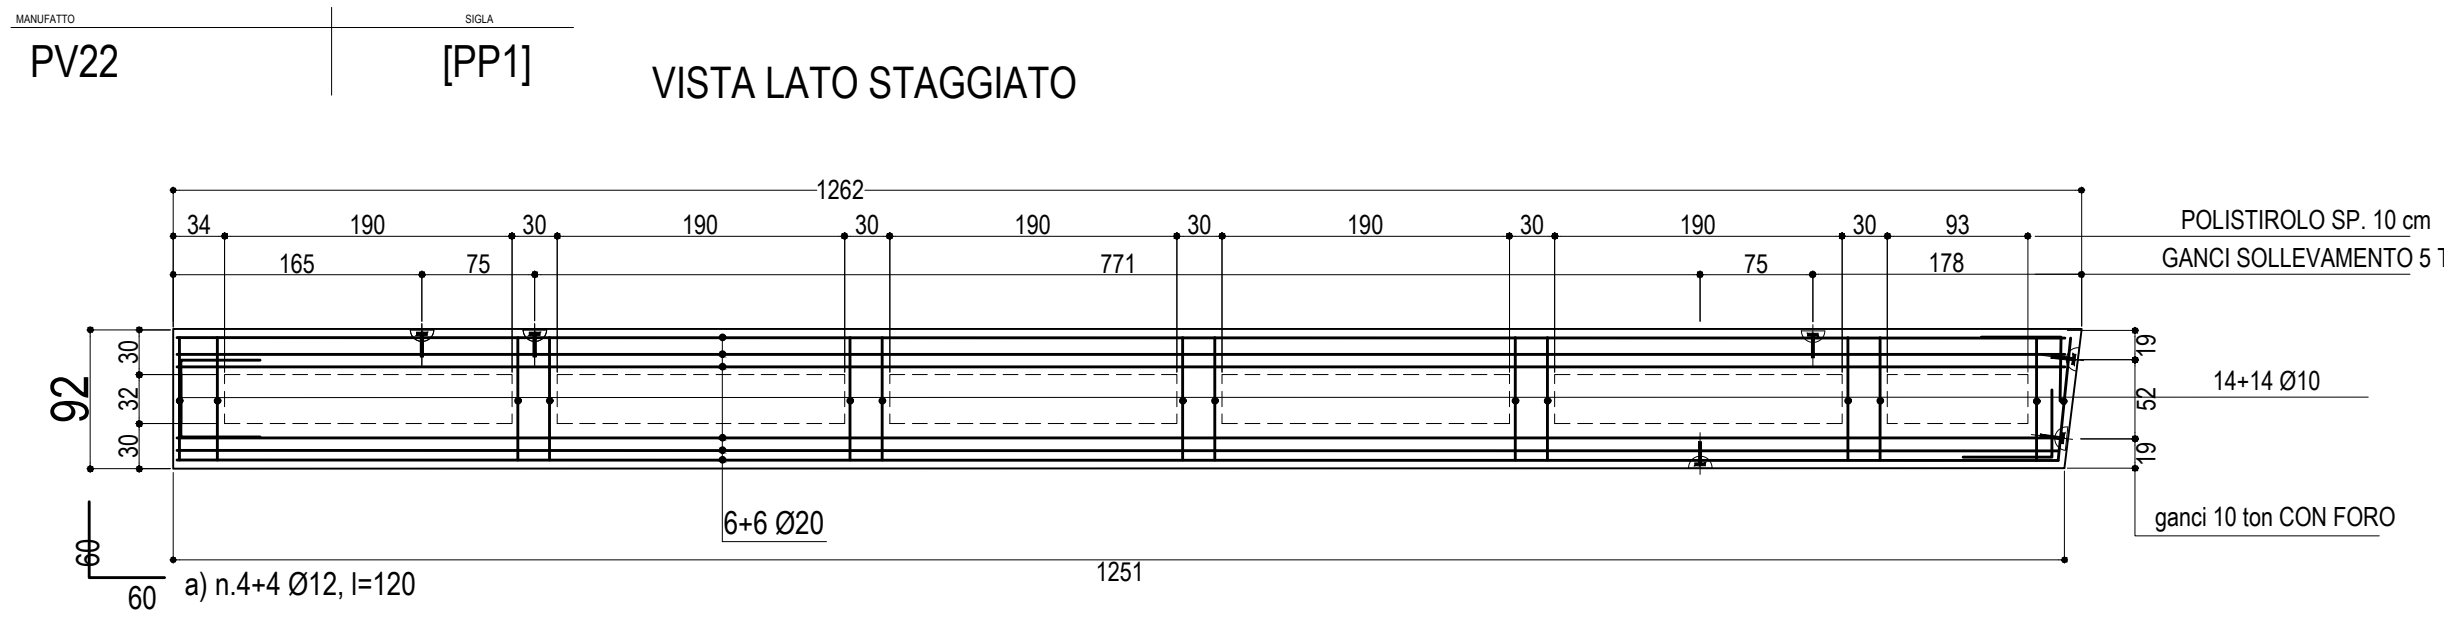 MANUFATTO SIGLA
PV22 [PP1]
VISTA LATO STAGGIATO
1262
34 190 30 190 30 190 30 190 30 190 30 93 POLISTIROLO SP. 10 cm
165 75 771 75 178 GANCI SOLLEVAMENTO 5 T
92
30
32
30
19
52
19
14+14 Ø10
6+6 Ø20
ganci 10 ton CON FORO
1251
60
60
a) n.4+4 Ø12, l=120